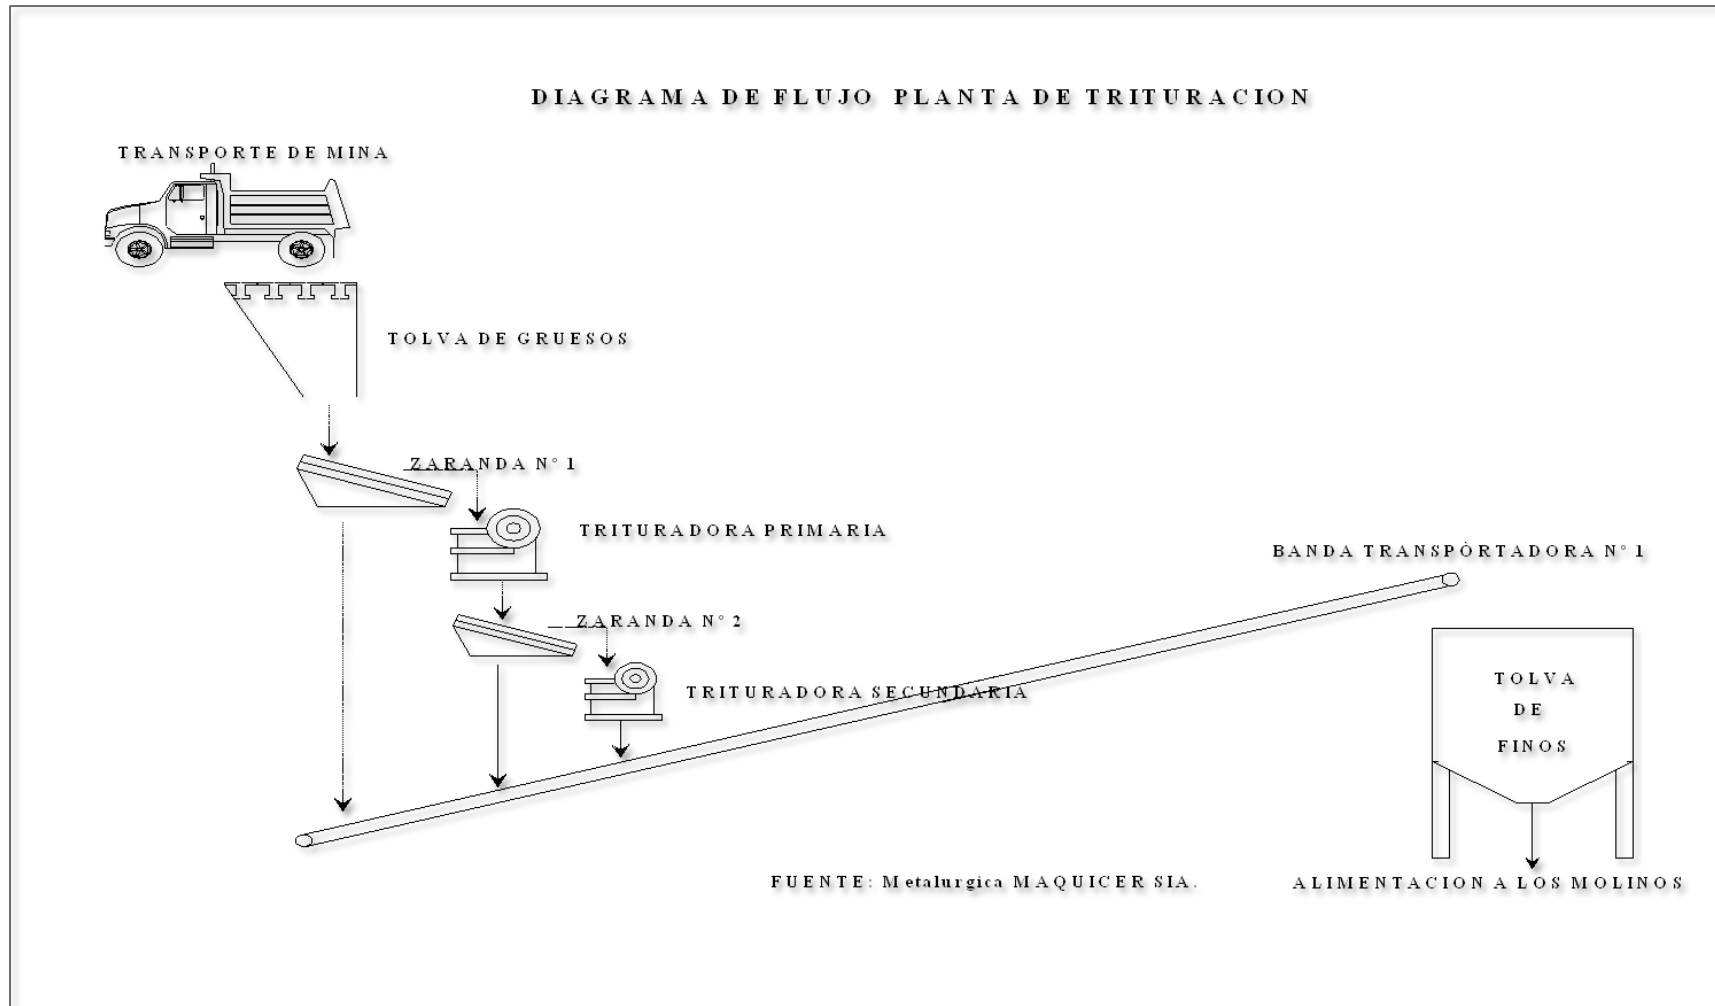 DIAGRAMA DE FLUJO PLANTA DE TRITURACION
TRANSPORTE DE MINA
TOLVA DE GRUESOS
ZARANDA N° 1
TRITURADORA PRIMARIA
BANDA TRANSPÒRTADORA N° 1
ZARANDA N° 2
TRITURADORA SECUNDARIA
TOLVA
DE
FINOS
FUENTE: Metalurgica MAQUICER SIA.
ALIMENTACION A LOS MOLINOS